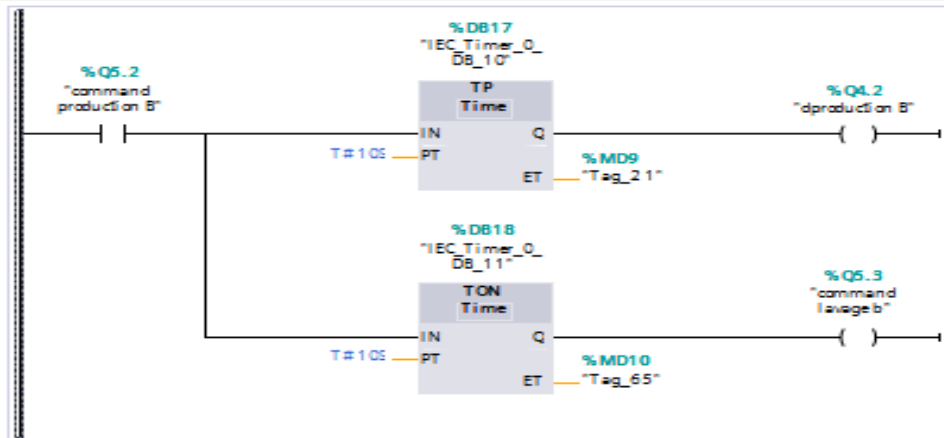 %DB17
"IEC_Timer_0_
DB_10"
%Q5.2
"command
production B"
TP
Time
%Q4.2
"dproduction B"
IN
Q
T#10S
PT
%MD9
ET
"Tag_21"
%DB18
"IEC_Timer_0_
DB_11"
TON
Time
%Q5.3
"command
lavageb"
IN
Q
T#10S
PT
%MD10
ET
"Tag_65"